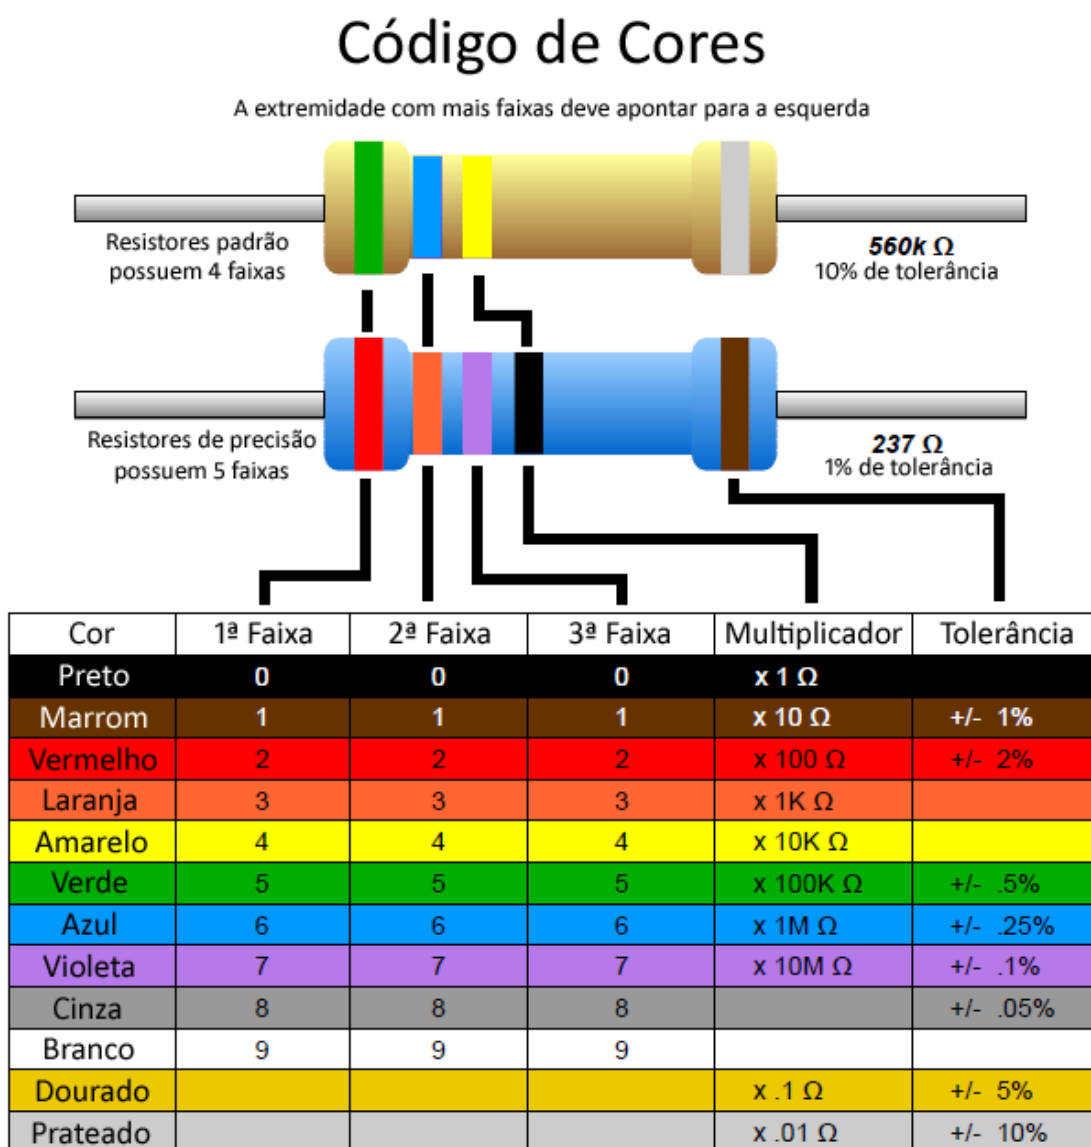 Código de Cores
A extremidade com mais faixas deve apontar para a esquerda
Resistores padrão
possuem 4 faixas
560k Ω
10% de tolerância
Resistores de precisão
possuem 5 faixas
237 Ω
1% de tolerância
Cor 1ª Faixa 2ª Faixa 3ª Faixa Multiplicador Tolerância
Preto 0 0 0 x 1 Ω
Marrom 1 1 1 x 10 Ω +/- 1%
Vermelho 2 2 2 x 100 Ω +/- 2%
Laranja 3 3 3 x 1K Ω
Amarelo 4 4 4 x 10K Ω
Verde 5 5 5 x 100K Ω +/- .5%
Azul 6 6 6 x 1M Ω +/- .25%
Violeta 7 7 7 x 10M Ω +/- .1%
Cinza 8 8 8 +/- .05%
Branco 9 9 9
Dourado x .1 Ω +/- 5%
Prateado x .01 Ω +/- 10%